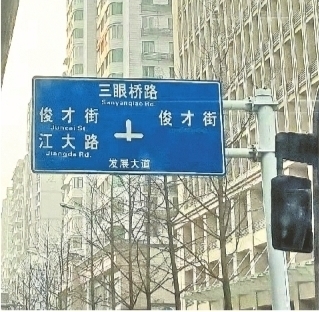 三眼桥路
Sanyanqiao Rd.
俊才街
Juncai St.
俊才街
江大路
Jiangda Rd.
发展大道